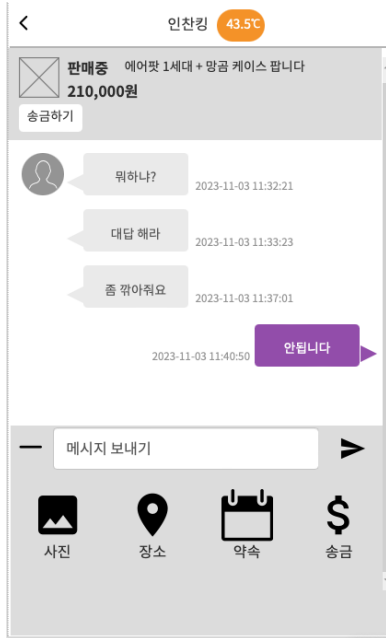 인찬킹 43.5℃
판매중 에어팟 1세대 + 망곰 케이스 팝니다
210,000원
송금하기
뭐하냐?
2023-11-03 11:32:21
대답 해라
2023-11-03 11:33:23
좀 깎아줘요
2023-11-03 11:37:01
안됩니다
2023-11-03 11:40:50
메시지 보내기
사진 장소 약속 송금